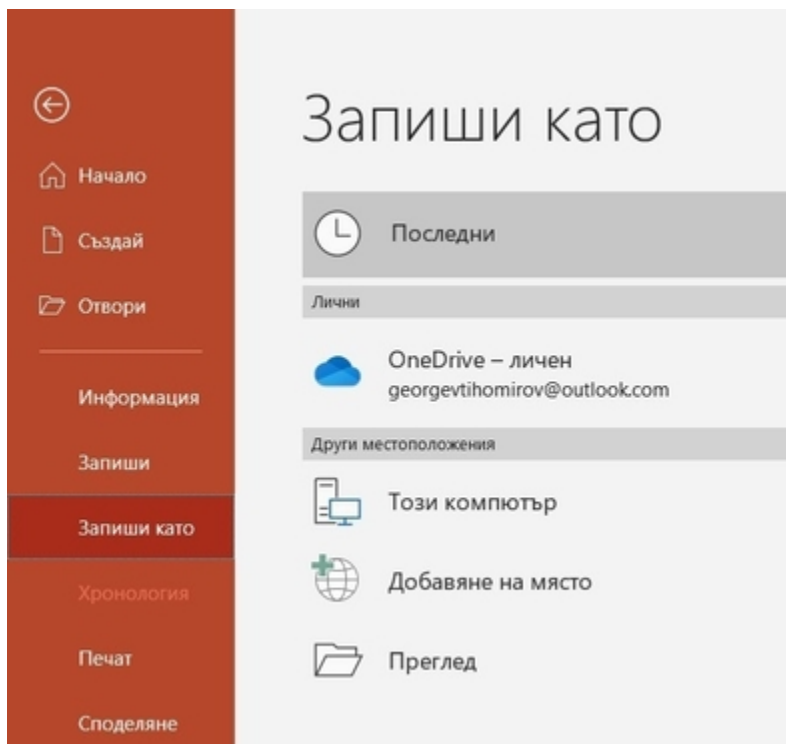 Начало
Създай
Отвори
Информация
Запиши
Запиши като
Хронология
Печат
Споделяне
Запиши като
Последни
Лични
OneDrive – личен
georgevtihomirov@outlook.com
Други местоположения
Този компютър
Добавяне на място
Преглед